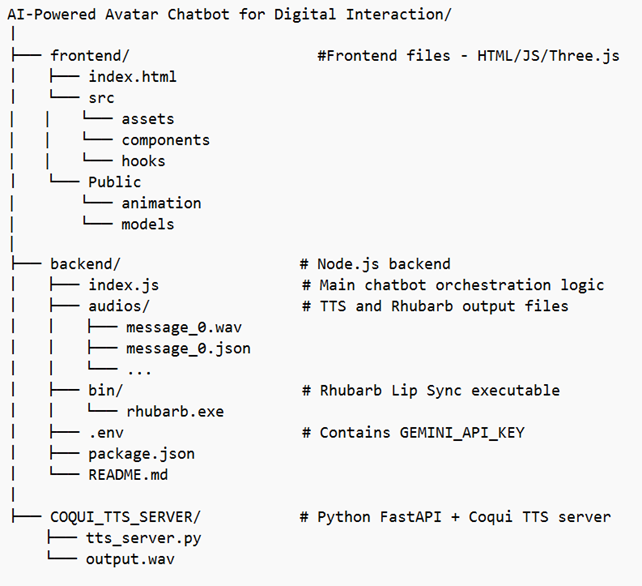 AI-Powered Avatar Chatbot for Digital Interaction/
│
├── frontend/                     #Frontend files - HTML/JS/Three.js
│   ├── index.html
│   └── src
│   │   └── assets
│   │   └── components
│   │   └── hooks
│   └── Public
│       └── animation
│       └── models
│
├── backend/                    # Node.js backend
│   ├── index.js                # Main chatbot orchestration logic
│   ├── audios/                 # TTS and Rhubarb output files
│   │   ├── message_0.wav
│   │   ├── message_0.json
│   │   └── ...
│   ├── bin/                    # Rhubarb Lip Sync executable
│   │   └── rhubarb.exe
│   ├── .env                    # Contains GEMINI_API_KEY
│   ├── package.json
│   └── README.md
│
├── COQUI_TTS_SERVER/           # Python FastAPI + Coqui TTS server
    ├── tts_server.py
    └── output.wav